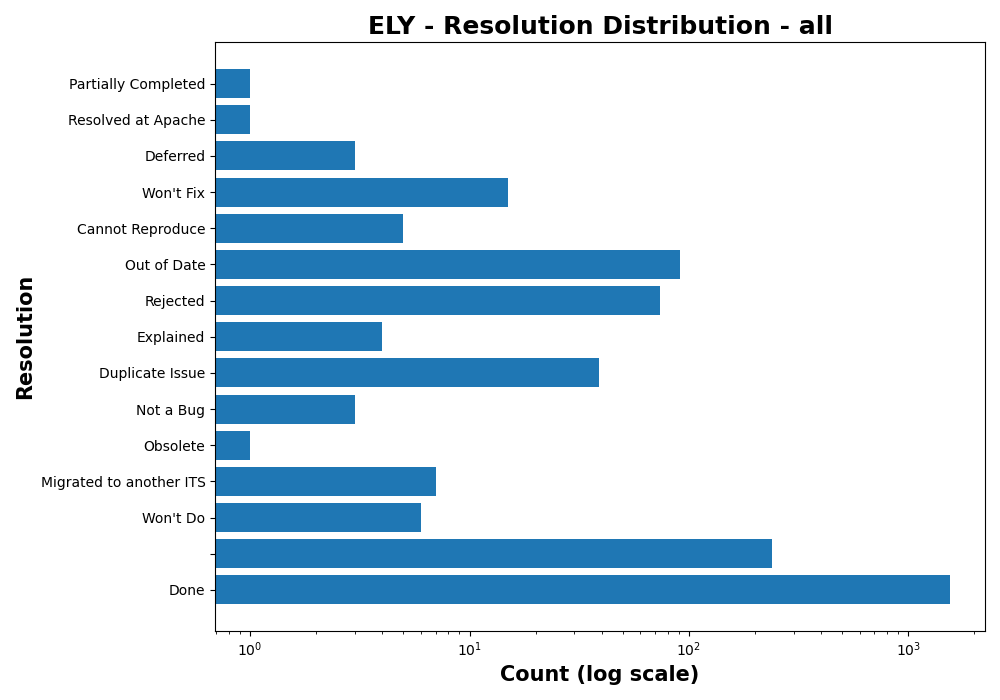 ELY - Resolution Distribution - all
Partially Completed
Resolved at Apache
Deferred
Won't Fix
Cannot Reproduce
Out of Date
Rejected
Explained
Duplicate Issue
Not a Bug
Obsolete
Migrated to another ITS
Won't Do
Done
Resolution
10⁰ 10¹ 10² 10³
Count (log scale)